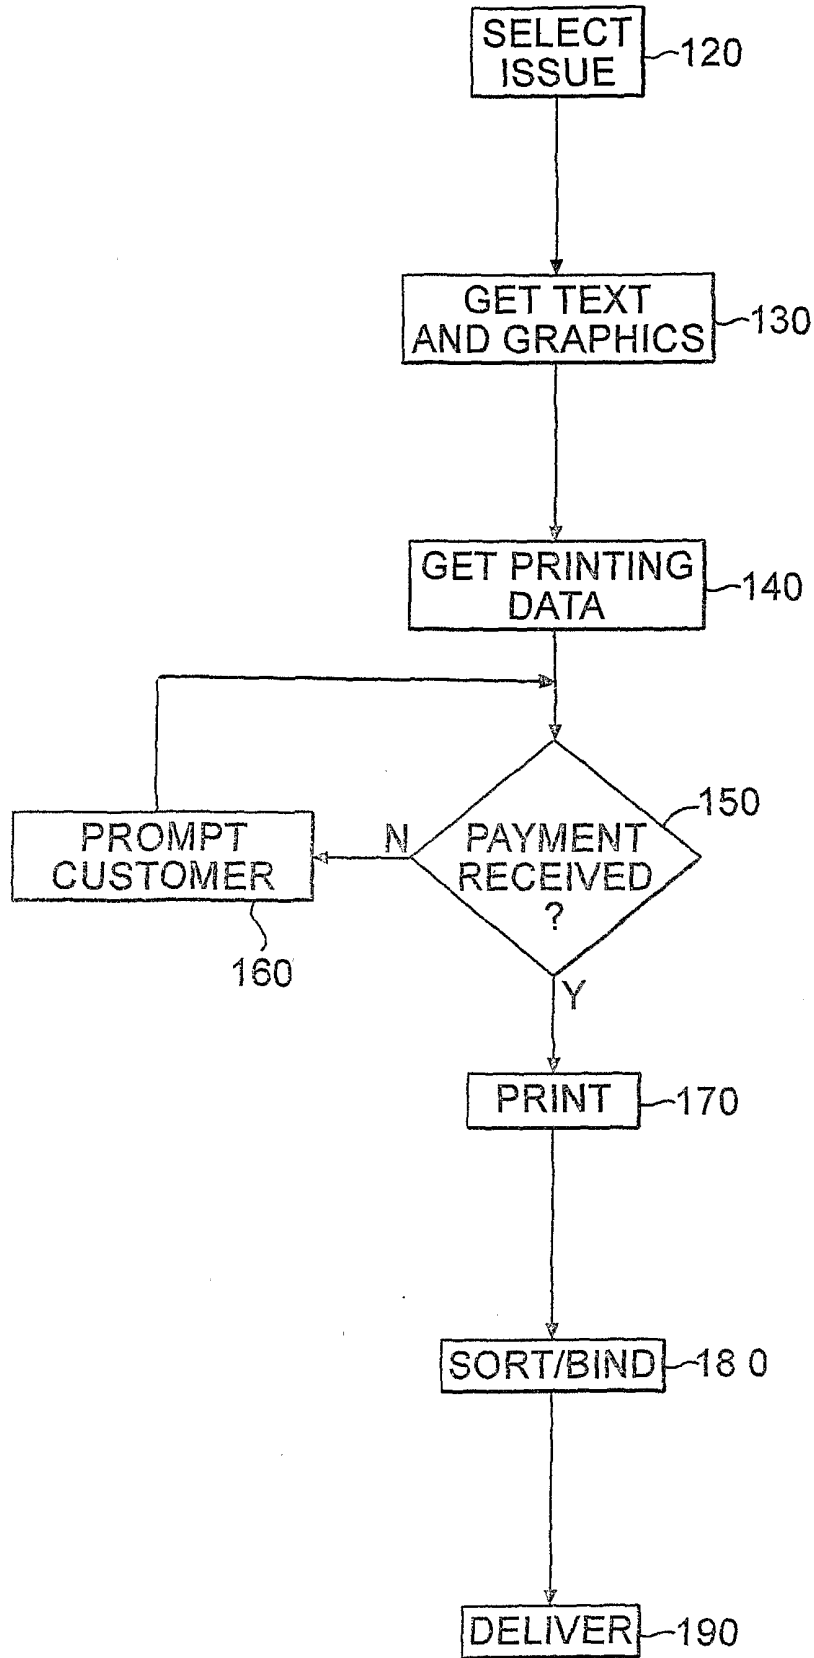 SELECT
ISSUE
120
GET TEXT
AND GRAPHICS
130
GET PRINTING
DATA
140
150
PAYMENT
RECEIVED
?
N
PROMPT
CUSTOMER
160
Y
PRINT
170
SORT/BIND
18 0
DELIVER
190